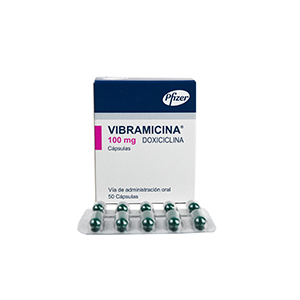 Pfizer
VIBRAMICINA®
100 mg DOXICICLINA
Cápsulas
Vía de administración oral
50 Cápsulas